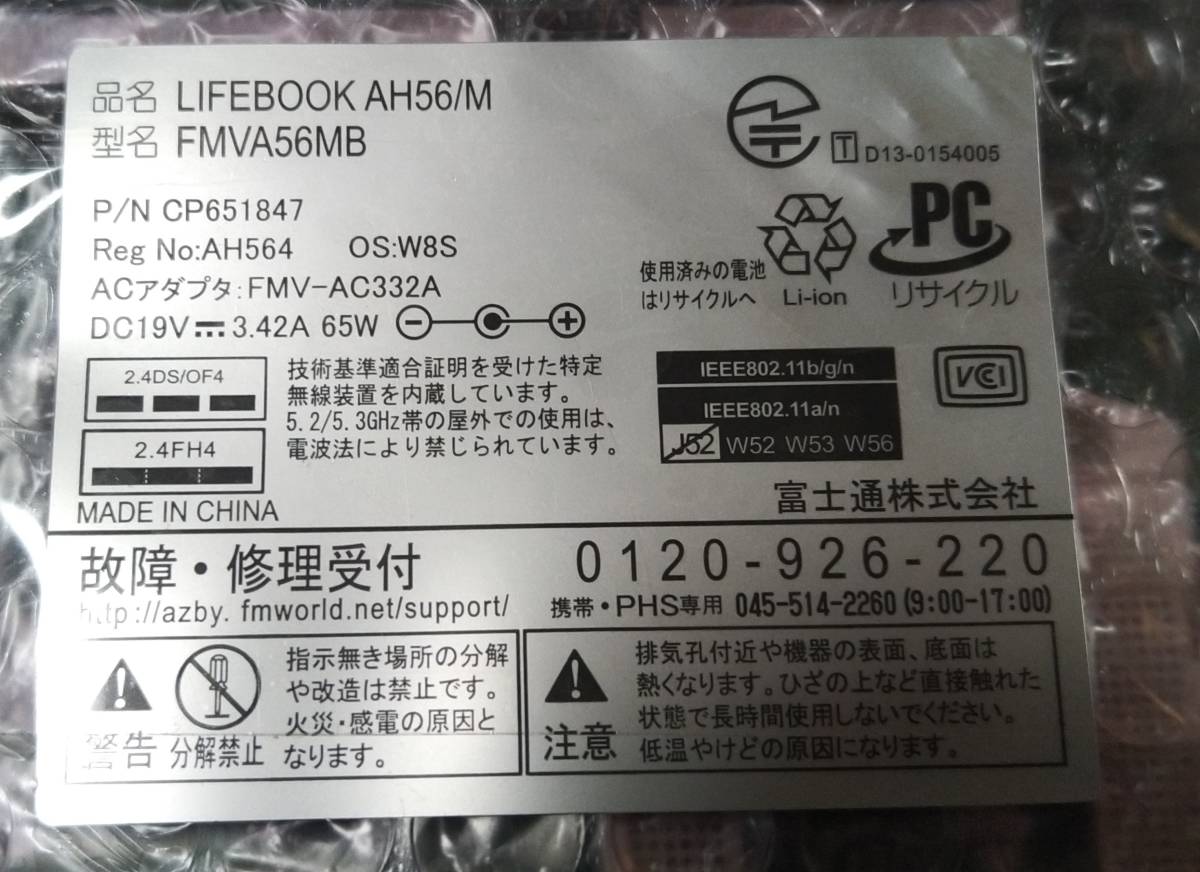 品名 LIFEBOOK AH56/M
型名 FMVA56MB
T D13-0154005
P/N CP651847
Reg No:AH564 OS:W8S
ACアダプタ:FMV-AC332A
DC19V 3.42A 65W
使用済みの電池
はリサイクルへ
Li-ion
PC
リサイクル
2.4DS/OF4
2.4FH4
技術基準適合証明を受けた特定
無線装置を内蔵しています。
5.2/5.3GHz帯の屋外での使用は、
電波法により禁じられています。
IEEE802.11b/g/n
IEEE802.11a/n
J52 W52 W53 W56
VCI
MADE IN CHINA
富士通株式会社
故障・修理受付 0120-926-220
http://azby.fmworld.net/support/ 携帯・PHS専用 045-514-2260 (9:00-17:00)
警告
分解禁止
指示無き場所の分解
や改造は禁止です。
火災・感電の原因と
なります。
注意
排気孔付近や機器の表面、底面は
熱くなります。ひざの上など直接触れた
状態で長時間使用しないでください。
低温やけどの原因になります。